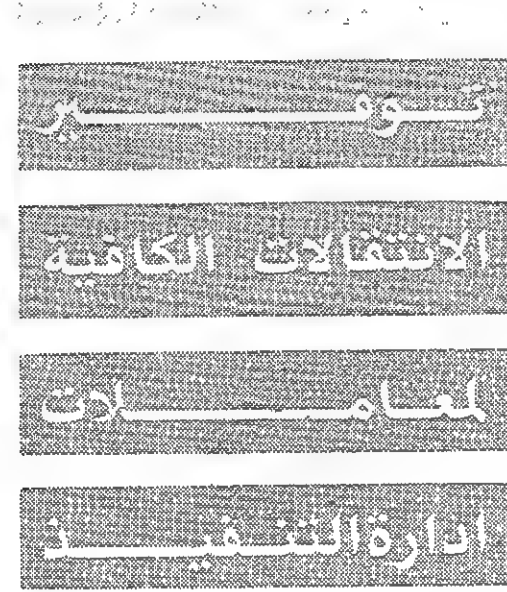 توفير
الانتقالات الكافية
لمعاملات
ادارة التنفيذ